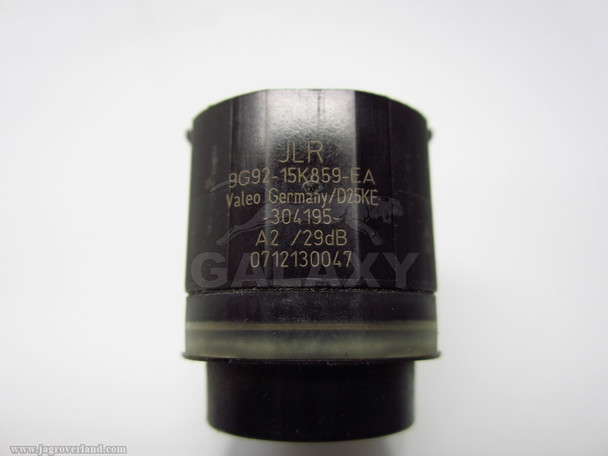 JLR
9G92-15K859-EA
Valeo Germany/D25KE
-304195-
A2 /29dB
0712130047
GALAXY
www.jagroverland.com